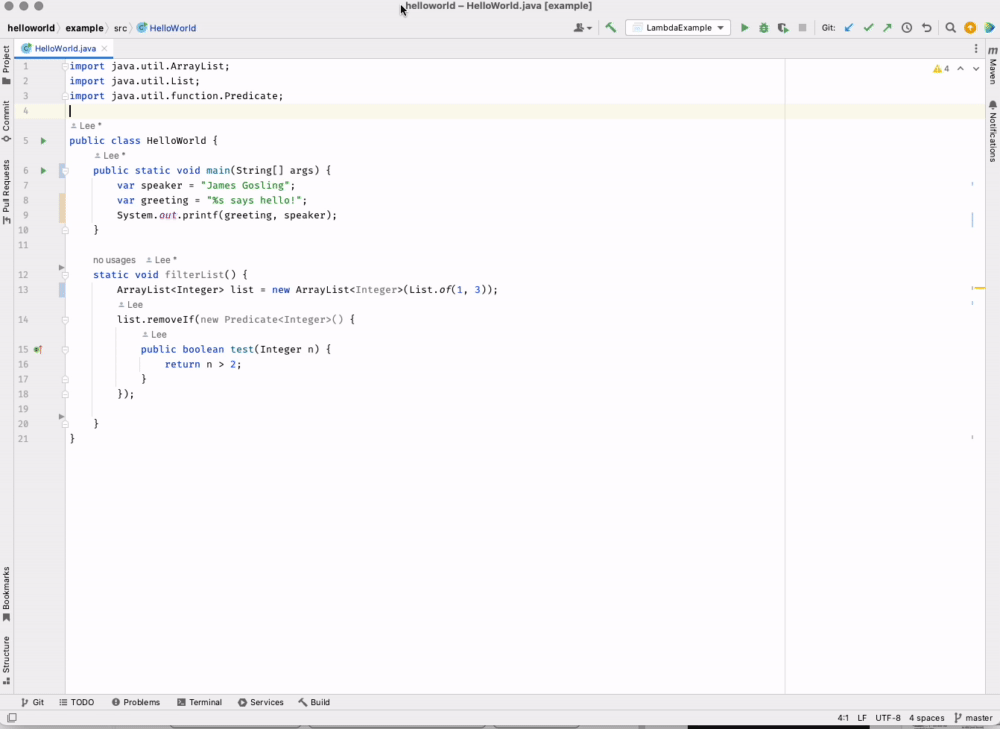 helloworld – HelloWorld.java [example]
helloworld example src HelloWorld
LambdaExample
Git:
HelloWorld.java
Project
Commit
Pull Requests
Bookmarks
Structure
m
Maven
Notifications
4
1 import java.util.ArrayList;
2 import java.util.List;
3 import java.util.function.Predicate;
4
Lee *
5 public class HelloWorld {
Lee *
6 public static void main(String[] args) {
7 var speaker = "James Gosling";
8 var greeting = "%s says hello!";
9 System.out.printf(greeting, speaker);
10 }
11
no usages Lee *
12 static void filterList() {
13 ArrayList<Integer> list = new ArrayList<Integer>(List.of(1, 3));
Lee
14 list.removeIf(new Predicate<Integer>() {
Lee
15 public boolean test(Integer n) {
16 return n > 2;
17 }
18 });
19
20 }
21 }
Git TODO Problems Terminal Services Build
4:1 LF UTF-8 4 spaces master